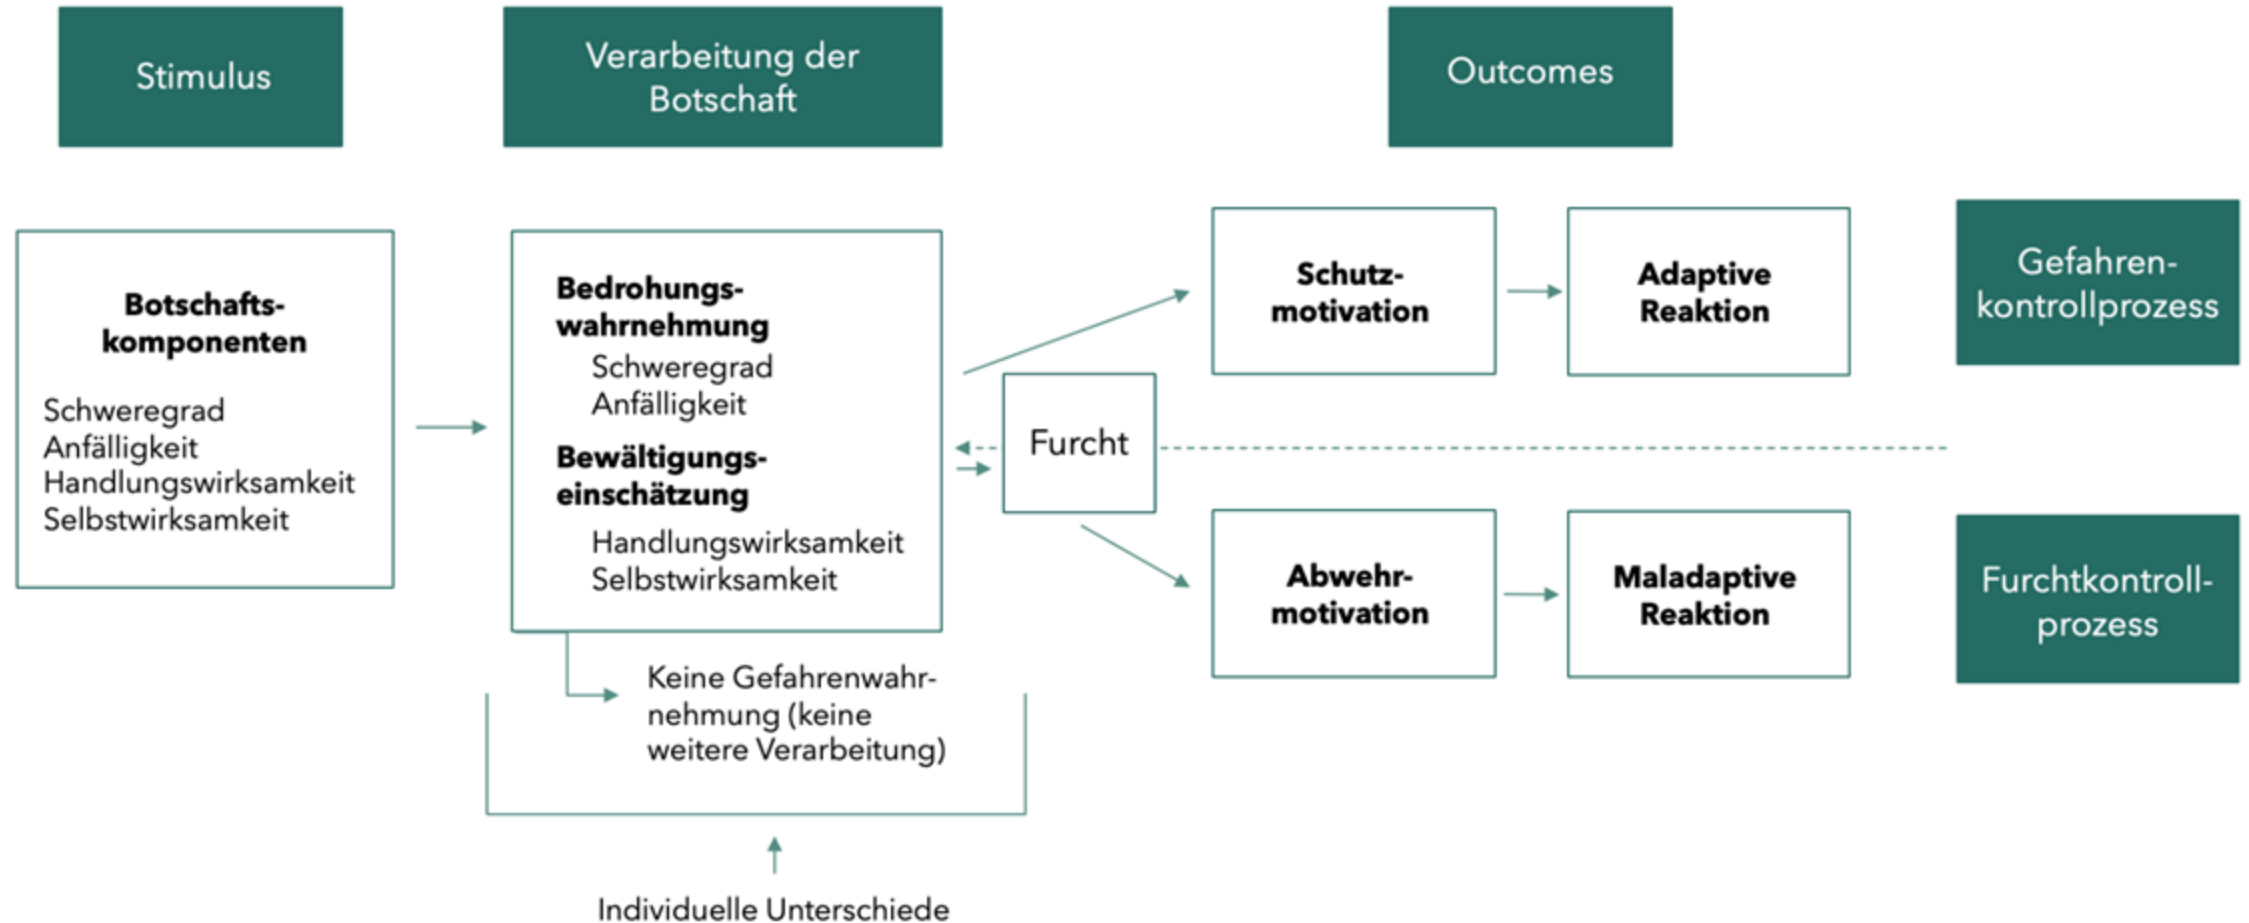 Stimulus
Verarbeitung der
Botschaft
Outcomes
Botschafts-
komponenten
Schweregrad
Anfälligkeit
Handlungswirksamkeit
Selbstwirksamkeit
Bedrohungs-
wahrnehmung
Schweregrad
Anfälligkeit
Bewältigungs-
einschätzung
Handlungswirksamkeit
Selbstwirksamkeit
Keine Gefahrenwahr-
nehmung (keine
weitere Verarbeitung)
Individuelle Unterschiede
Furcht
Schutz-
motivation
Adaptive
Reaktion
Gefahren-
kontrollprozess
Abwehr-
motivation
Maladaptive
Reaktion
Furchtkontroll-
prozess